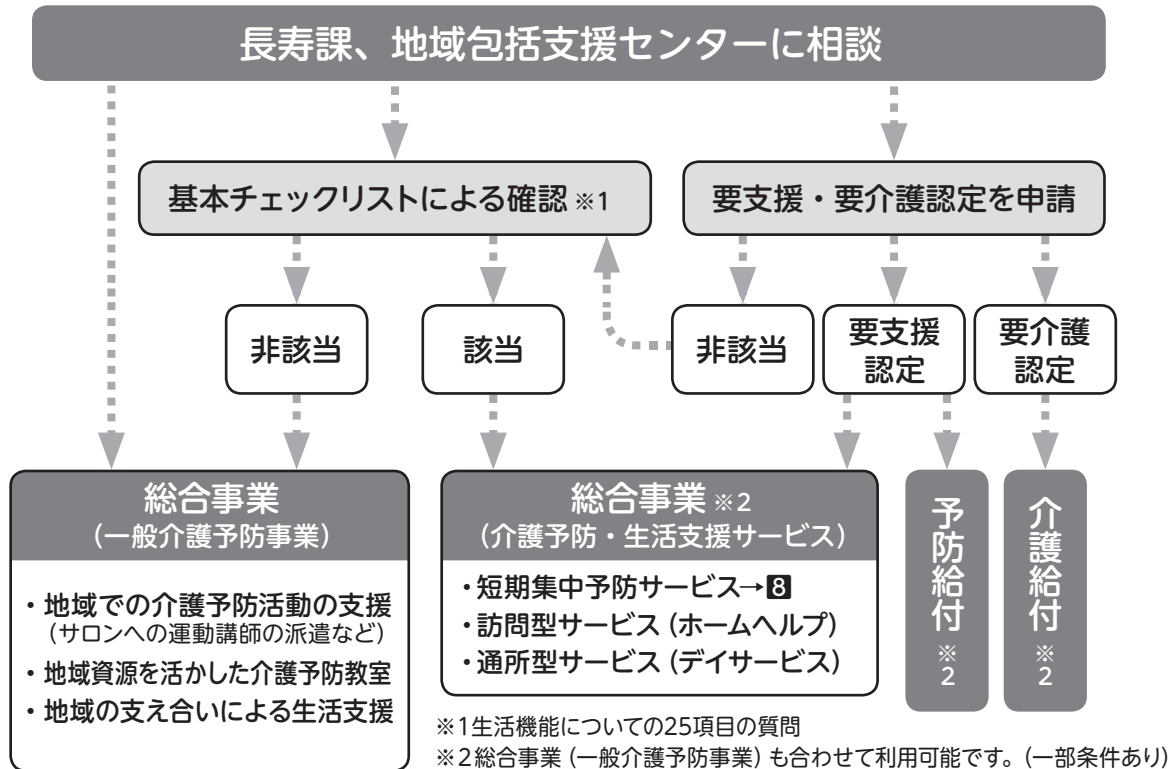 長寿課、地域包括支援センターに相談
基本チェックリストによる確認 ※1
要支援・要介護認定を申請
非該当
該当
非該当
要支援
認定
要介護
認定
総合事業
(一般介護予防事業)
・地域での介護予防活動の支援
(サロンへの運動講師の派遣など)
・地域資源を活かした介護予防教室
・地域の支え合いによる生活支援
総合事業 ※2
(介護予防・生活支援サービス)
・短期集中予防サービス→8
・訪問型サービス (ホームヘルプ)
・通所型サービス (デイサービス)
予防給付 ※2
介護給付 ※2
※1生活機能についての25項目の質問
※2総合事業 (一般介護予防事業) も合わせて利用可能です。(一部条件あり)